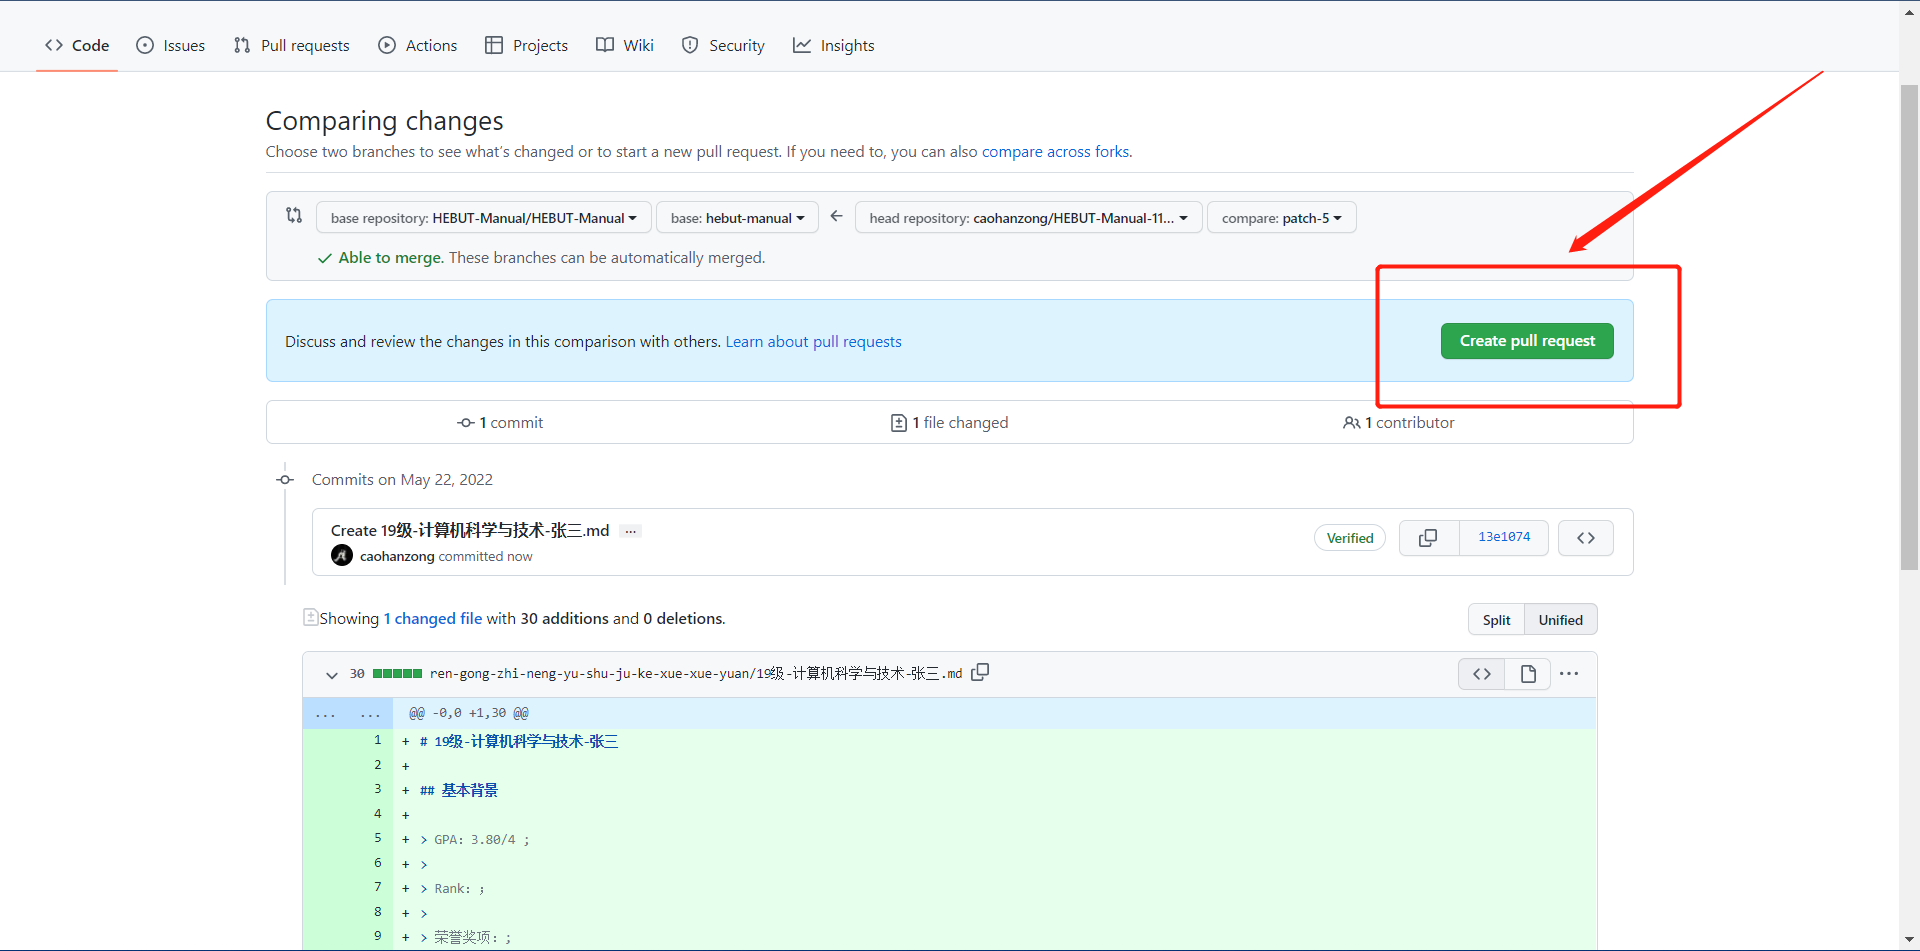 Code Issues Pull requests Actions Projects Wiki Security Insights
Comparing changes
Choose two branches to see what's changed or to start a new pull request. If you need to, you can also compare across forks.
base repository: HEBUT-Manual/HEBUT-Manual base: hebut-manual head repository: caohanzong/HEBUT-Manual-11... compare: patch-5
Able to merge. These branches can be automatically merged.
Discuss and review the changes in this comparison with others. Learn about pull requests Create pull request
1 commit 1 file changed 1 contributor
Commits on May 22, 2022
Create 19级-计算机科学与技术-张三.md ...
caohanzong committed now
Verified 13e1074
Showing 1 changed file with 30 additions and 0 deletions. Split Unified
30 ren-gong-zhi-neng-yu-shu-ju-ke-xue-xue-yuan/19级-计算机科学与技术-张三.md
... ... @@ -0,0 +1,30 @@
1 + # 19级-计算机科学与技术-张三
2 +
3 + ## 基本背景
4 +
5 + > GPA: 3.80/4 ;
6 + >
7 + > Rank: ;
8 + >
9 + > 荣誉奖项: ;